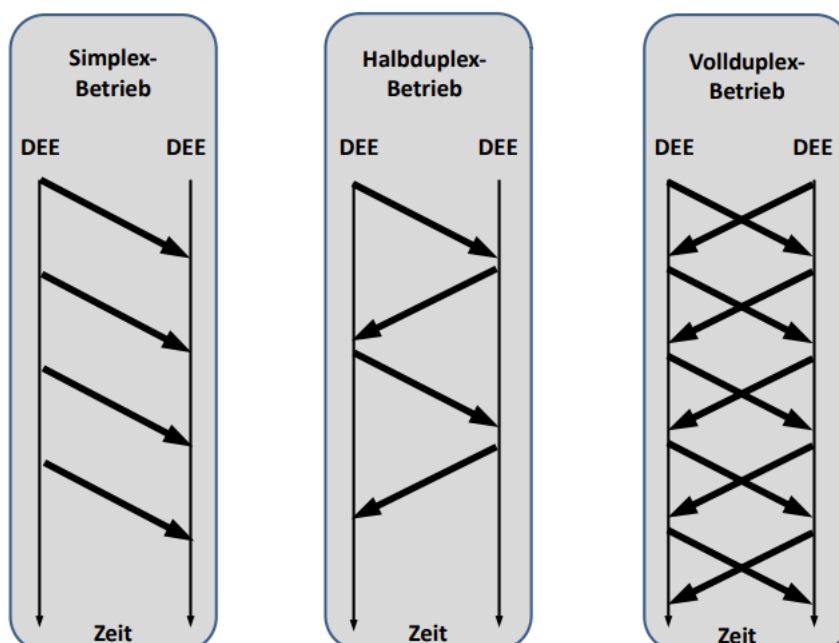 Simplex-
Betrieb
DEE DEE
Zeit
Halbduplex-
Betrieb
DEE DEE
Zeit
Vollduplex-
Betrieb
DEE DEE
Zeit